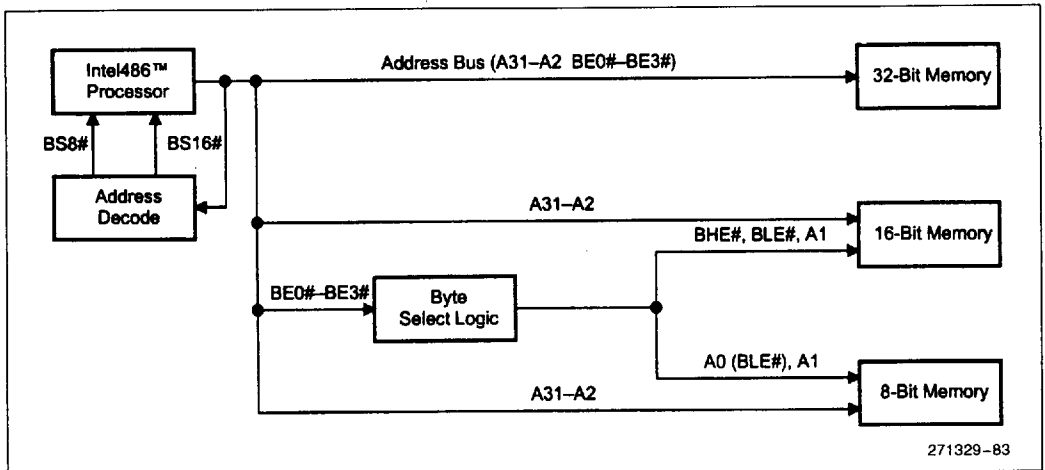 Intel486™
Processor
Address Bus (A31–A2 BE0#–BE3#)
32-Bit Memory
BS8#
BS16#
Address
Decode
A31–A2
BHE#, BLE#, A1
16-Bit Memory
BE0#–BE3#
Byte
Select Logic
A0 (BLE#), A1
A31–A2
8-Bit Memory
271329–83